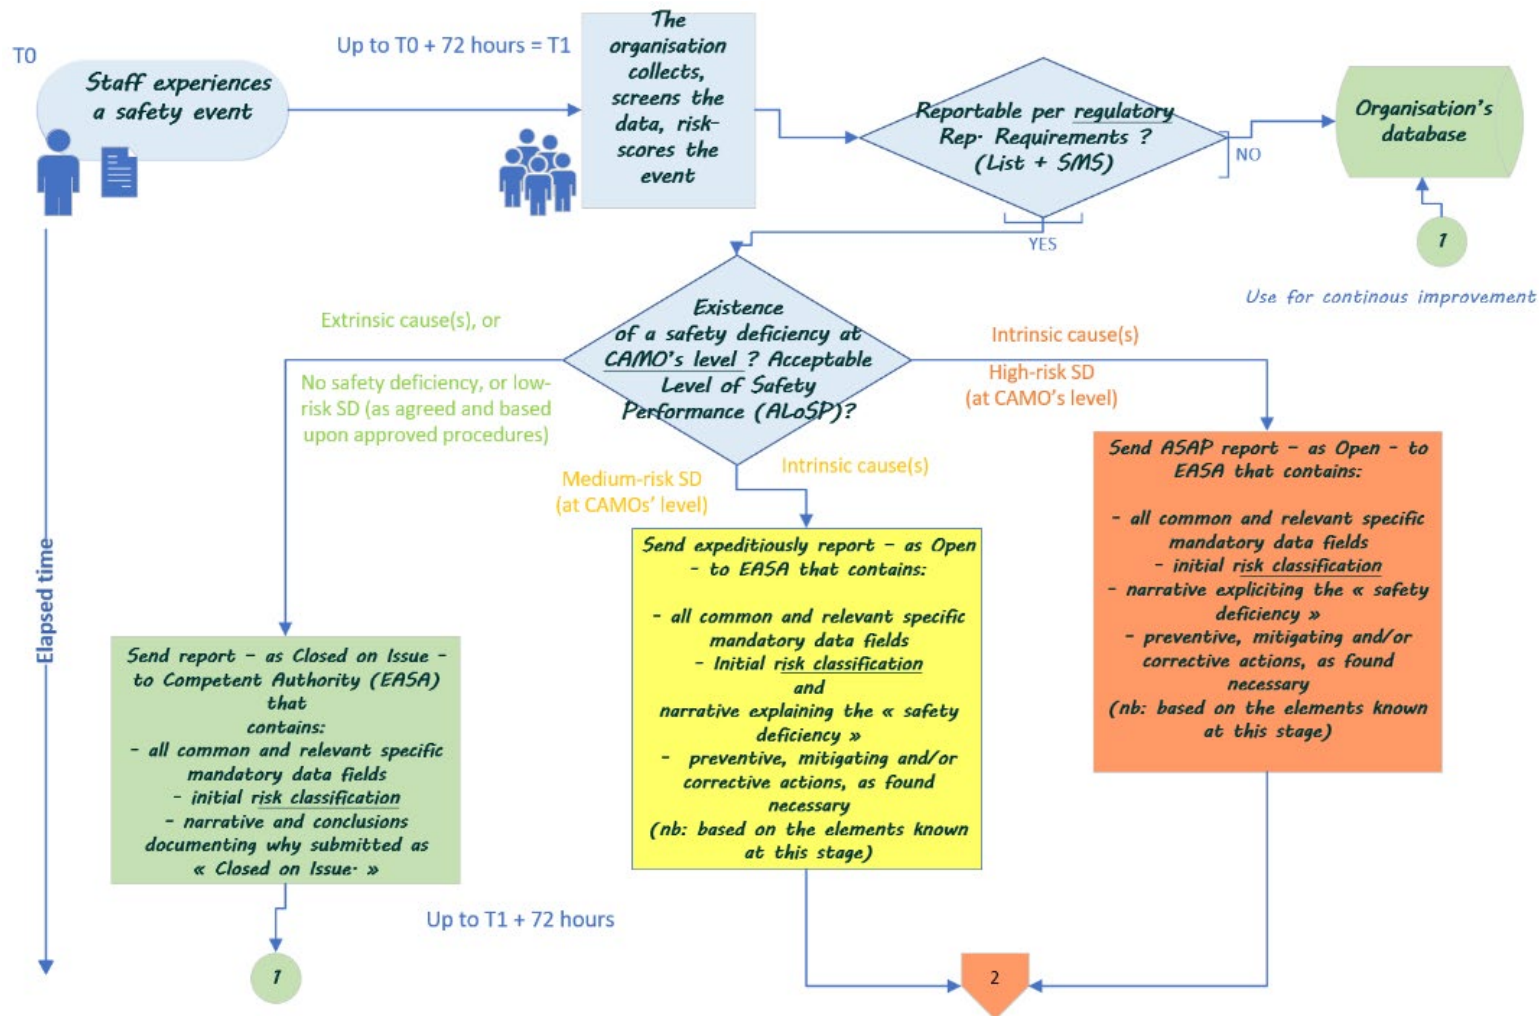 T0
Staff experiences
a safety event
Up to T0 + 72 hours = T1
The
organisation
collects,
screens the
data, risk-
scores the
event
Reportable per regulatory
Rep. Requirements ?
(List + SMS)
NO
YES
Organisation's
database
1
Use for continous improvement
Existence
of a safety deficiency at
CAMO's level ? Acceptable
Level of Safety
Performance (ALoSP)?
Extrinsic cause(s), or
No safety deficiency, or low-
risk SD (as agreed and based
upon approved procedures)
Intrinsic cause(s)
High-risk SD
(at CAMO's level)
Medium-risk SD
(at CAMOs' level)
Intrinsic cause(s)
Elapsed time
Send report – as Closed on Issue -
to Competent Authority (EASA)
that
contains:
- all common and relevant specific
mandatory data fields
- initial risk classification
- narrative and conclusions
documenting why submitted as
« Closed on Issue. »
Send expeditiously report – as Open
- to EASA that contains:
- all common and relevant specific
mandatory data fields
- Initial risk classification
and
narrative explaining the « safety
deficiency »
- preventive, mitigating and/or
corrective actions, as found
necessary
(nb: based on the elements known
at this stage)
Send ASAP report – as Open - to
EASA that contains:
- all common and relevant specific
mandatory data fields
- initial risk classification
- narrative expliciting the « safety
deficiency »
- preventive, mitigating and/or
corrective actions, as found
necessary
(nb: based on the elements known
at this stage)
Up to T1 + 72 hours
1
2